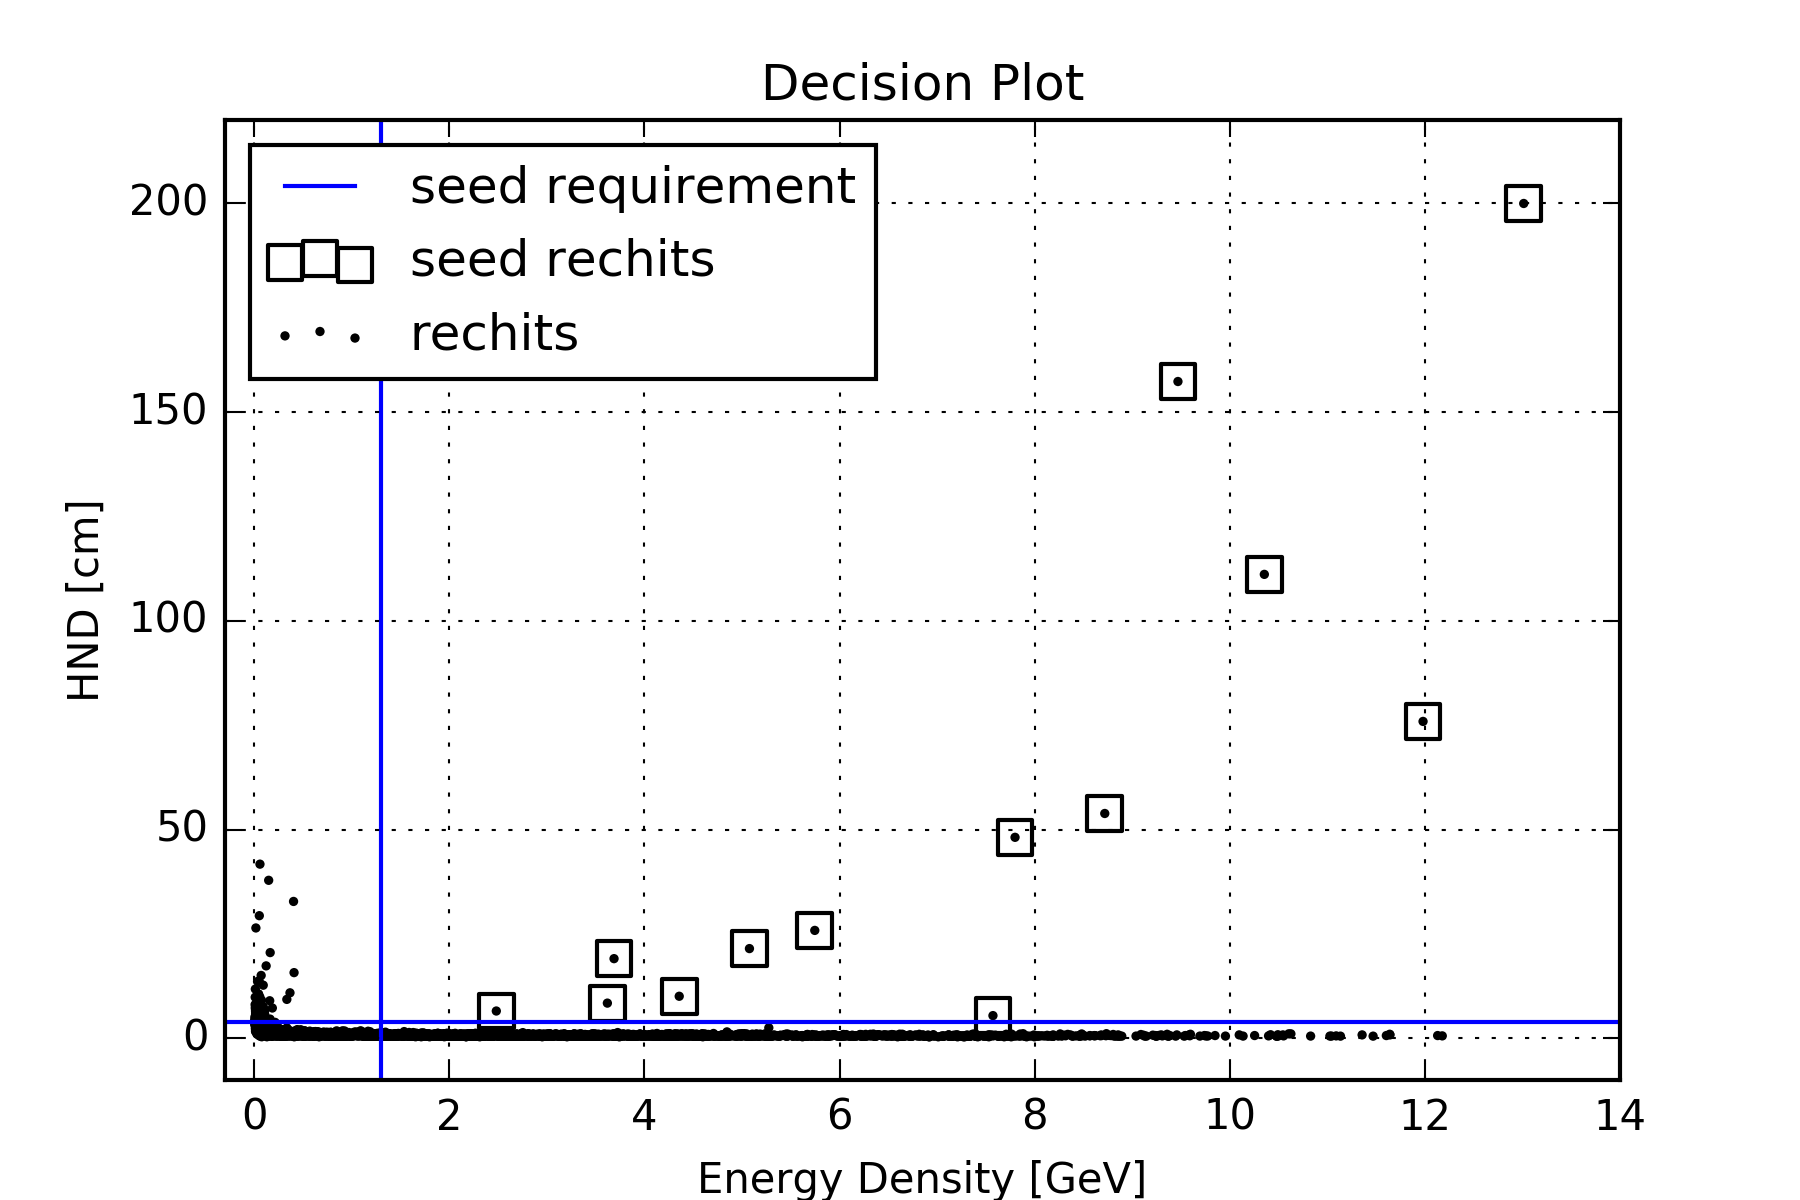 Decision Plot
seed requirement
seed rechits
rechits
200
150
100
50
0
HND [cm]
0 2 4 6 8 10 12 14
Energy Density [GeV]